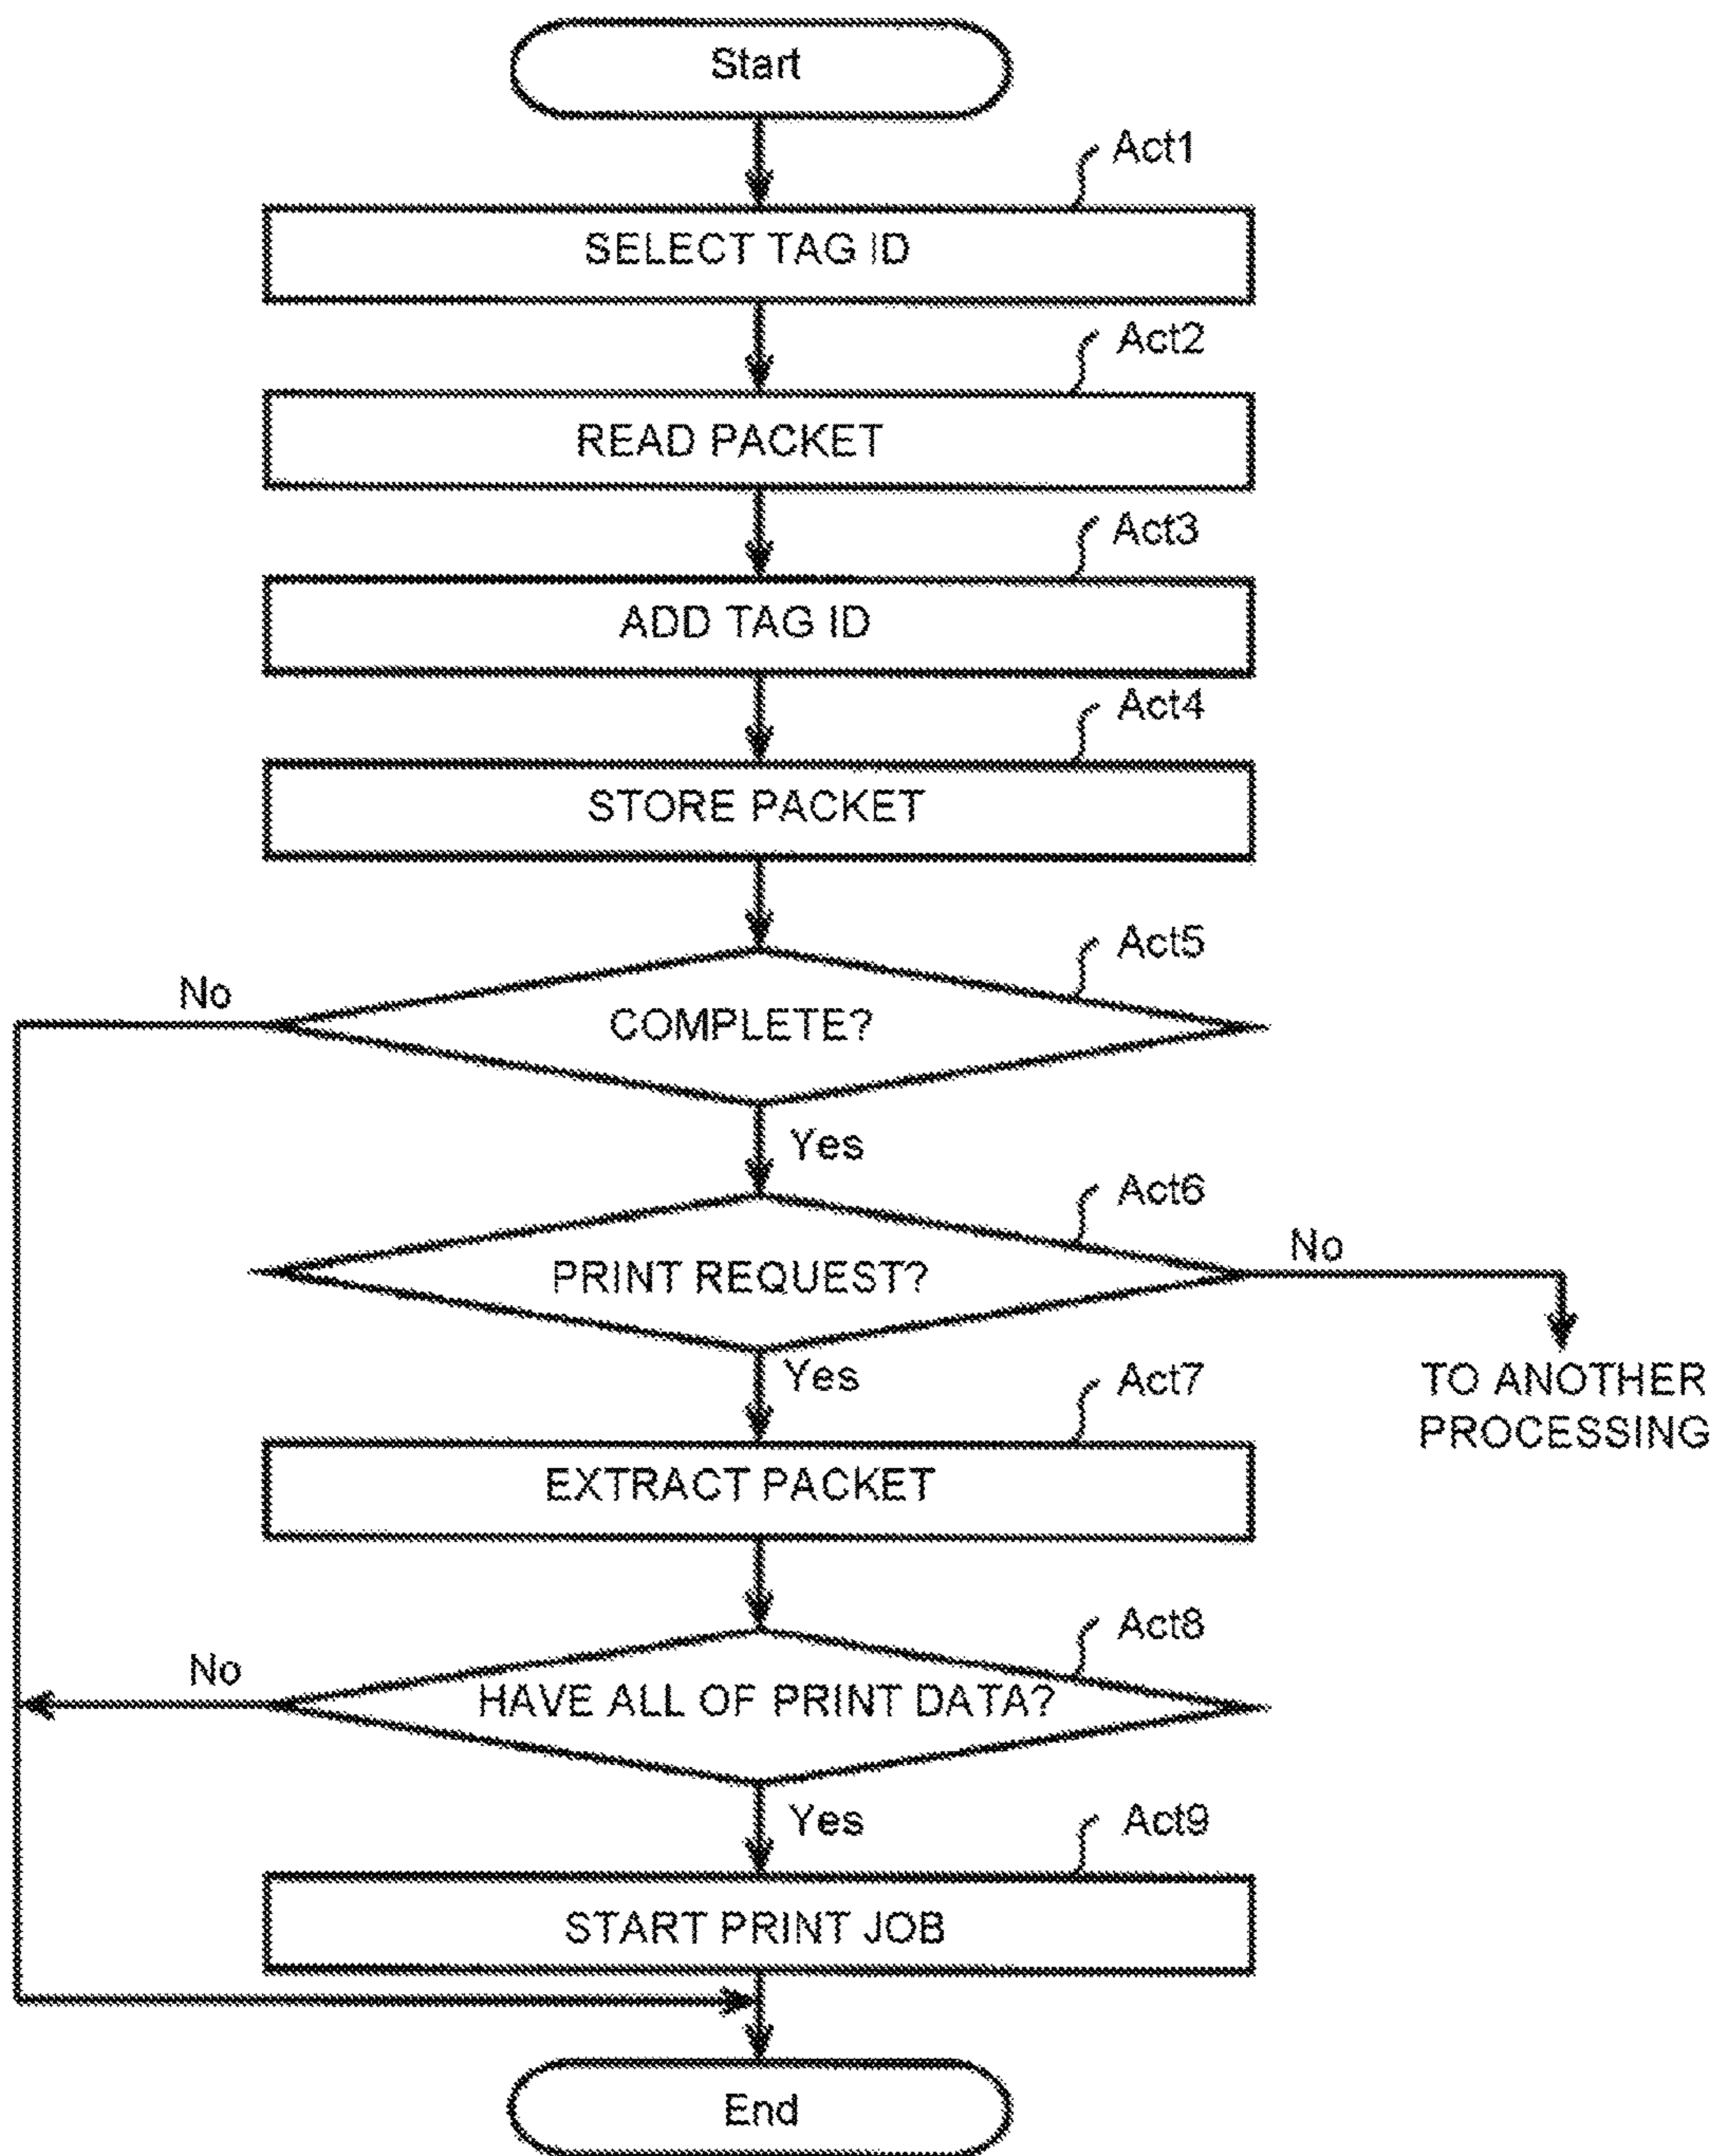 Start
Act1
SELECT TAG ID
Act2
READ PACKET
Act3
ADD TAG ID
Act4
STORE PACKET
Act5
No
COMPLETE?
Yes
Act6
No
PRINT REQUEST?
Yes
Act7
TO ANOTHER
PROCESSING
EXTRACT PACKET
Act8
No
HAVE ALL OF PRINT DATA?
Yes
Act9
START PRINT JOB
End